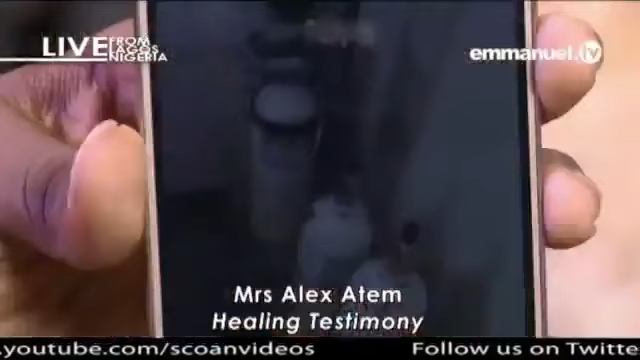 LIVE FROM LAGOS NIGERIA
emmanuel.tv
Mrs Alex Atem
Healing Testimony
.youtube.com/scoanvideos Follow us on Twitte